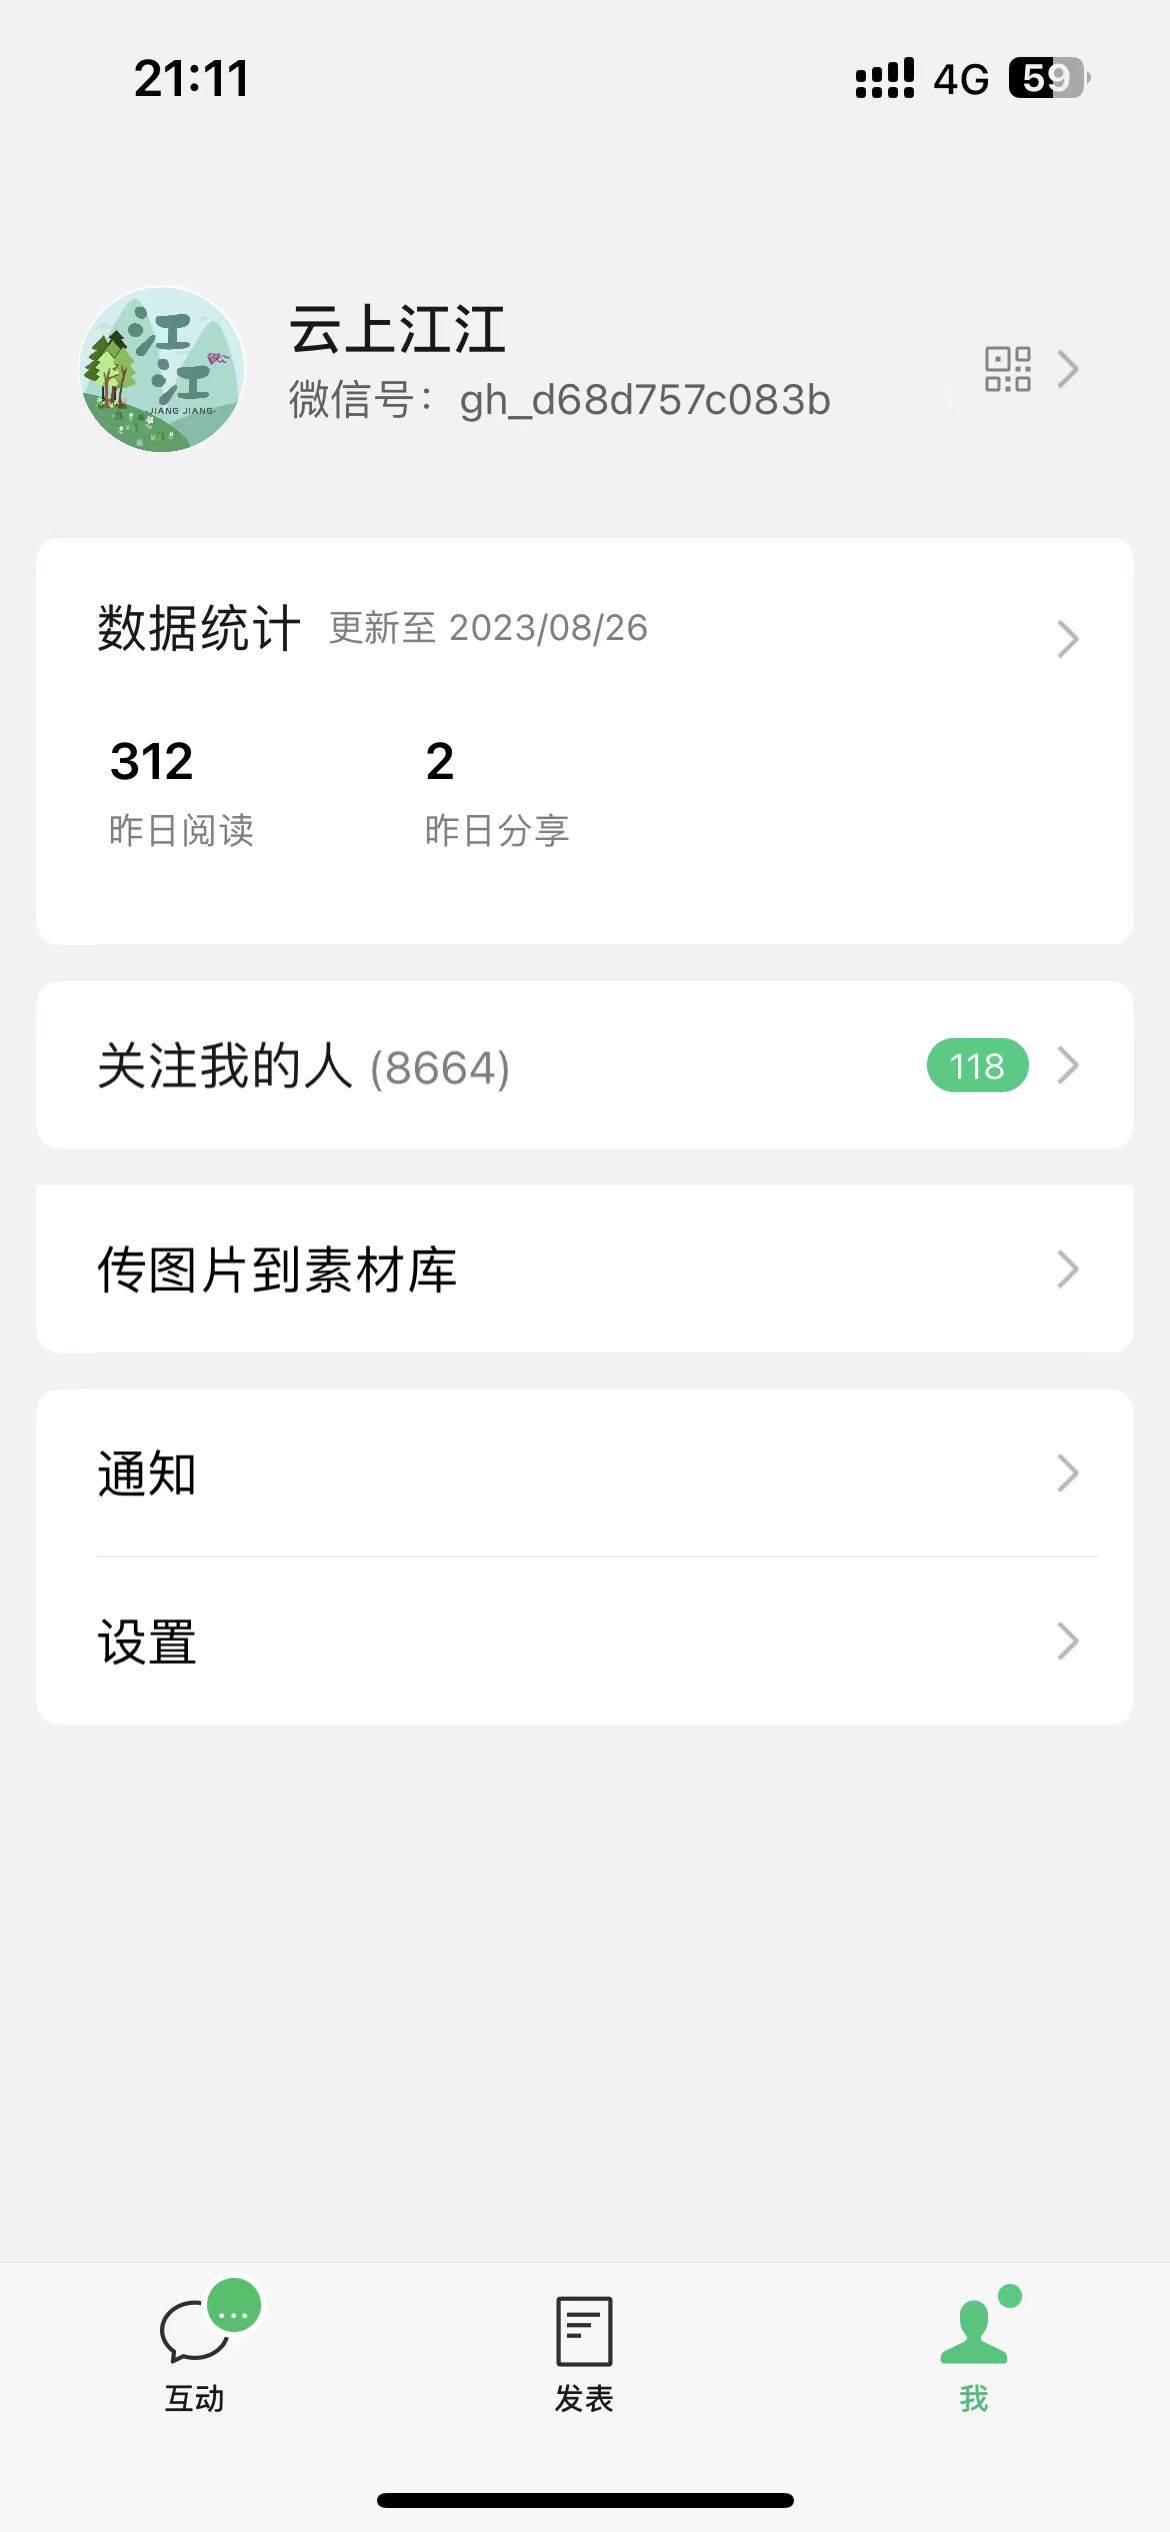 21:11
4G 59
江江
-JIANG JIANG-
云上江江
微信号：gh_d68d757c083b
数据统计 更新至 2023/08/26
312 2
昨日阅读 昨日分享
关注我的人 (8664) 118
传图片到素材库
通知
设置
互动 发表 我